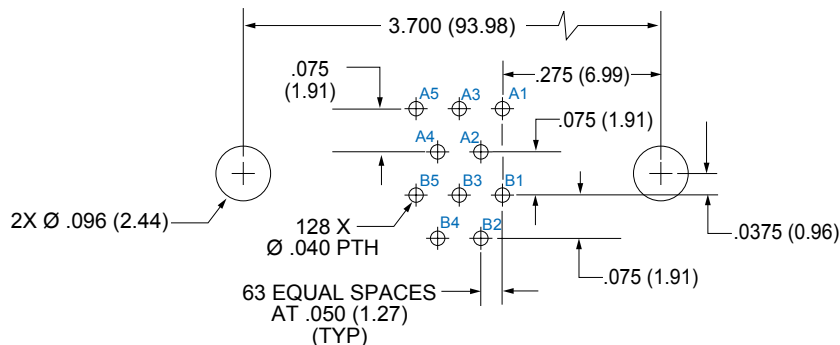 3.700 (93.98)
.075
(1.91)
.275 (6.99)
A5
A3
A1
A4
A2
.075 (1.91)
B5
B3
B1
2X Ø .096 (2.44)
128 X
Ø .040 PTH
B4
B2
.0375 (0.96)
.075 (1.91)
63 EQUAL SPACES
AT .050 (1.27)
(TYP)